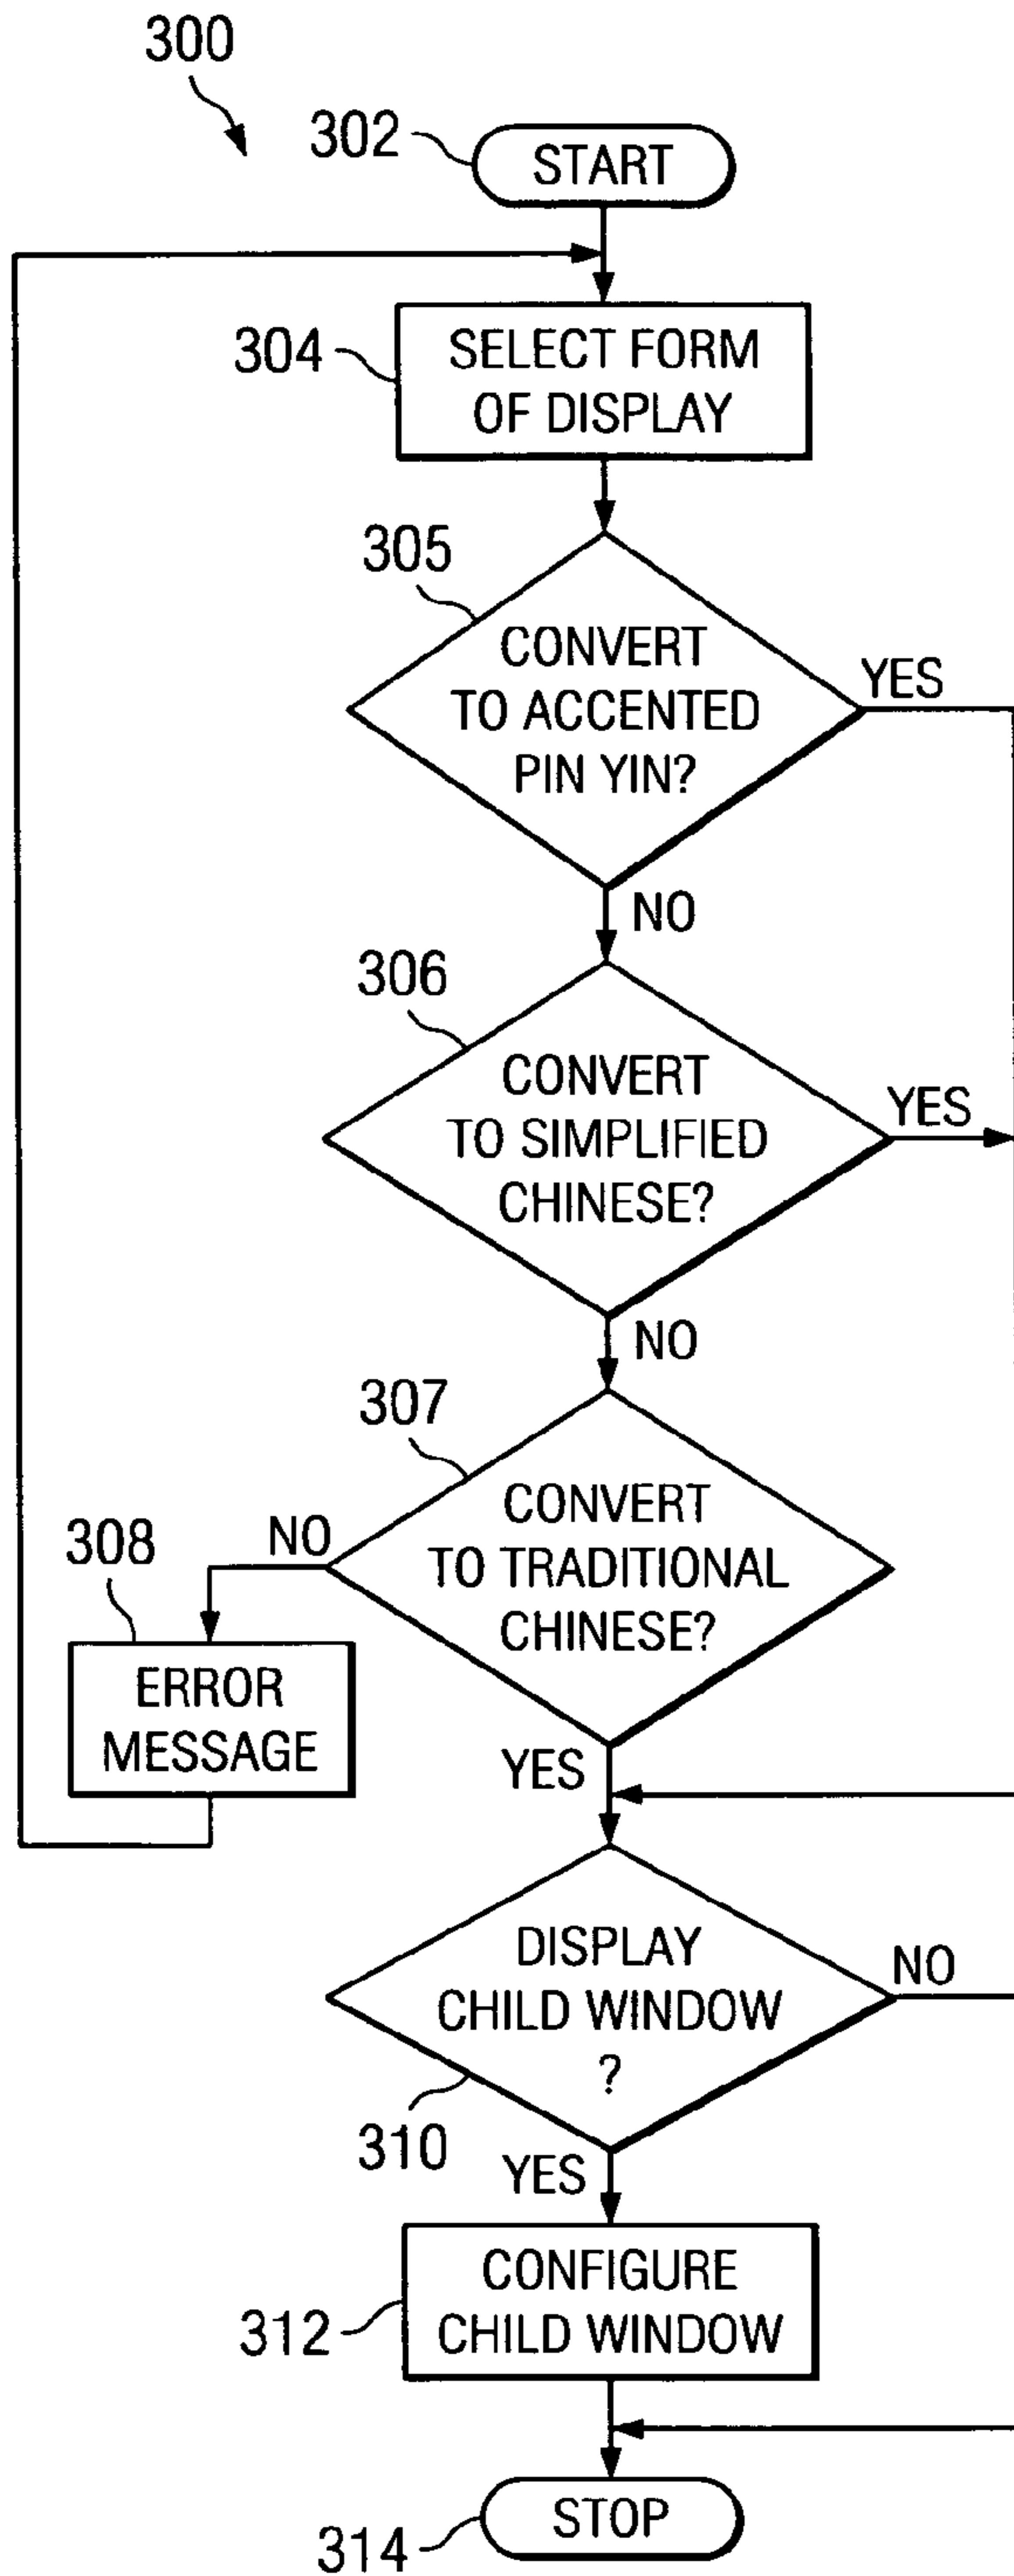 300
302
START
304
SELECT FORM
OF DISPLAY
305
CONVERT
TO ACCENTED
PIN YIN?
YES
NO
306
CONVERT
TO SIMPLIFIED
CHINESE?
YES
NO
307
CONVERT
TO TRADITIONAL
CHINESE?
NO
308
ERROR
MESSAGE
YES
DISPLAY
CHILD WINDOW
?
NO
310
YES
CONFIGURE
CHILD WINDOW
312
STOP
314